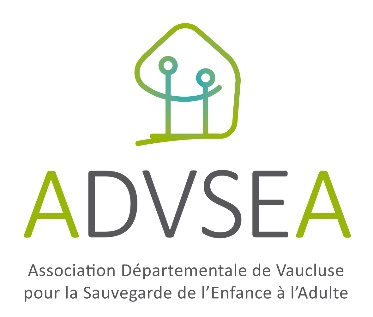 ADVSEA
Association Départementale de Vaucluse
pour la Sauvegarde de l'Enfance à l'Adulte